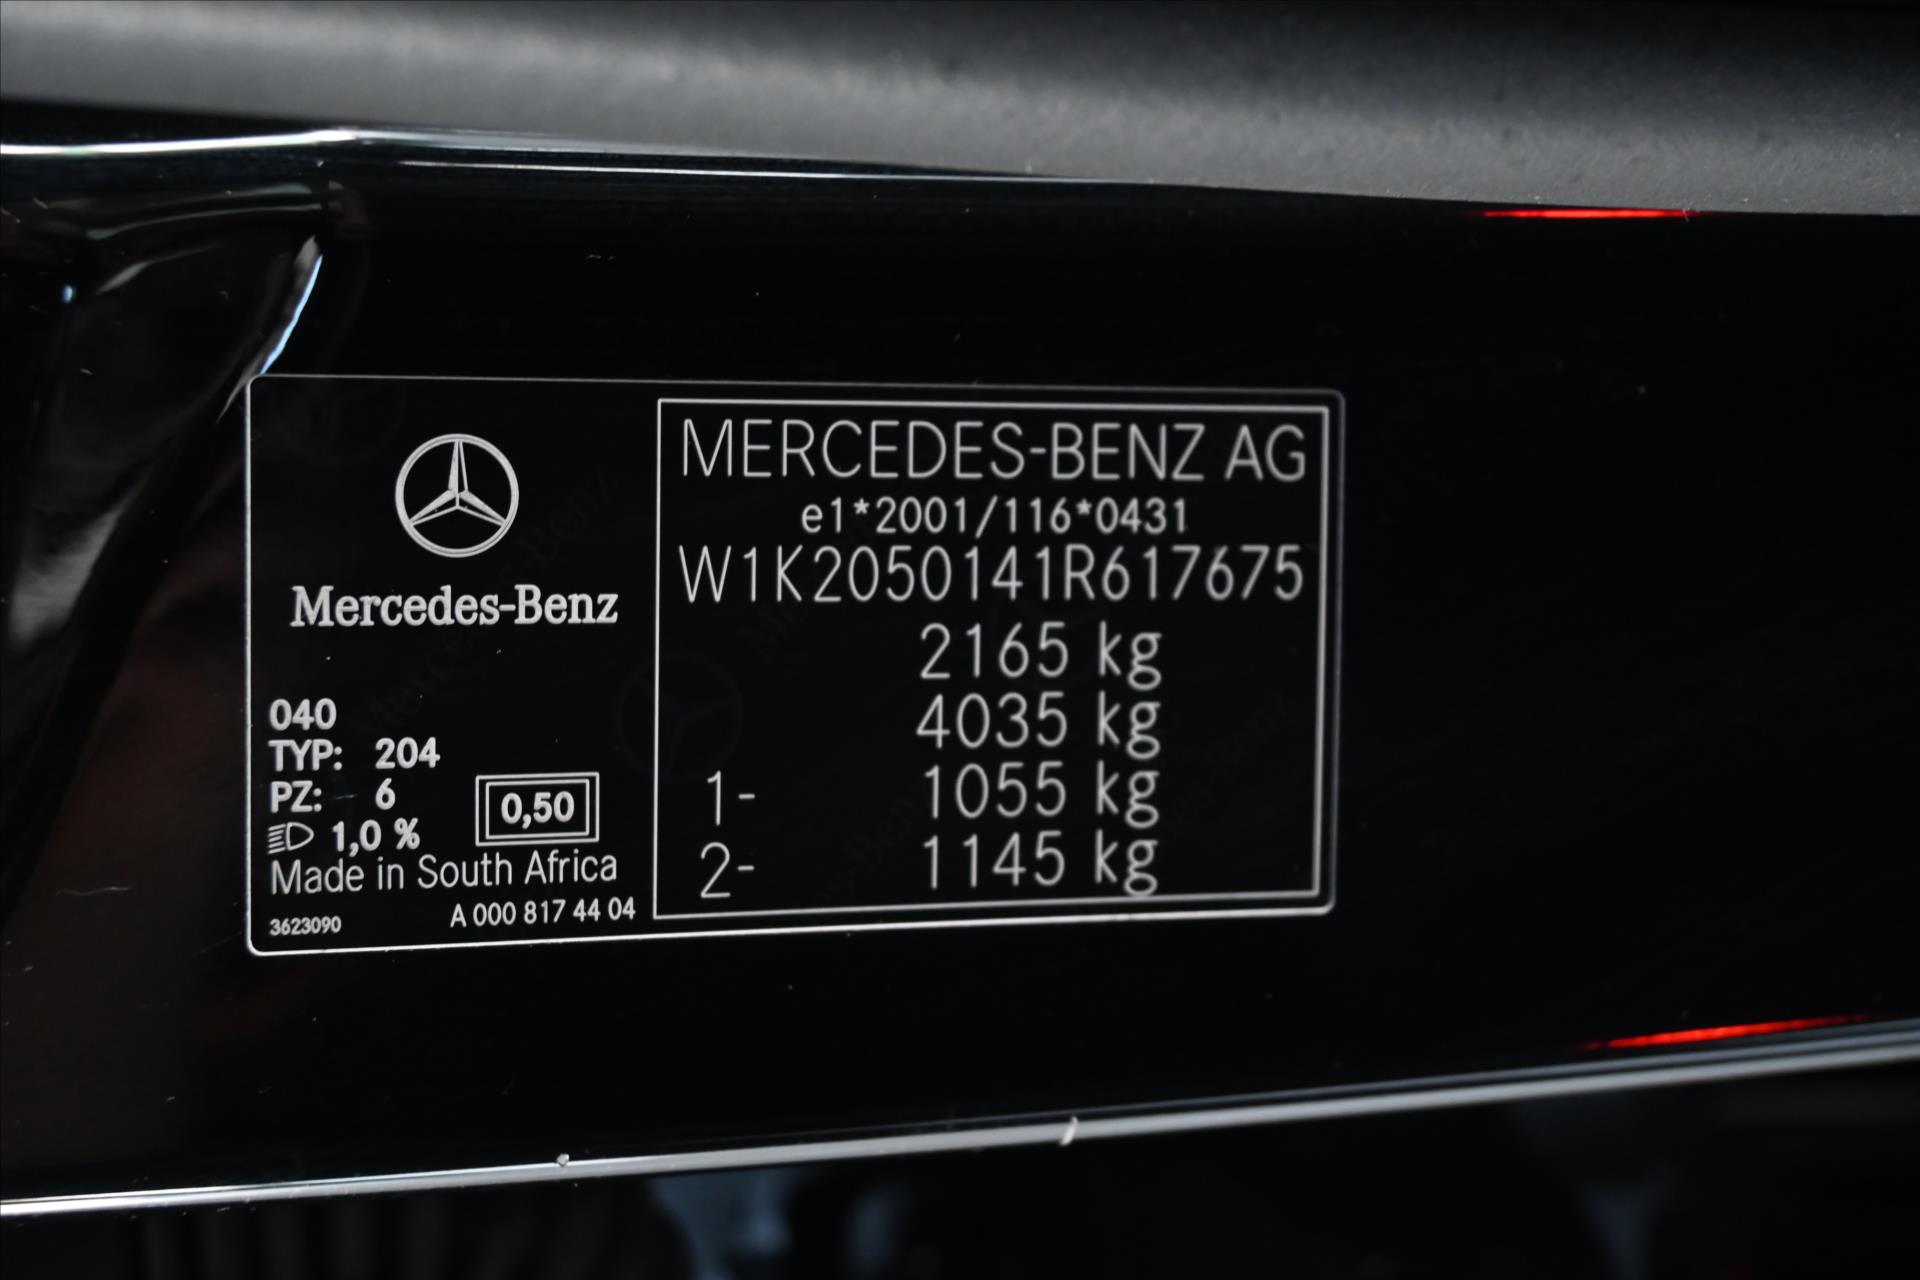 Mercedes-Benz
040
TYP: 204
PZ: 6
1,0 %
0,50
Made in South Africa
3623090 A 000 817 44 04
MERCEDES-BENZ AG
e1*2001/116*0431
W1K2050141R617675
2165 kg
4035 kg
1- 1055 kg
2- 1145 kg